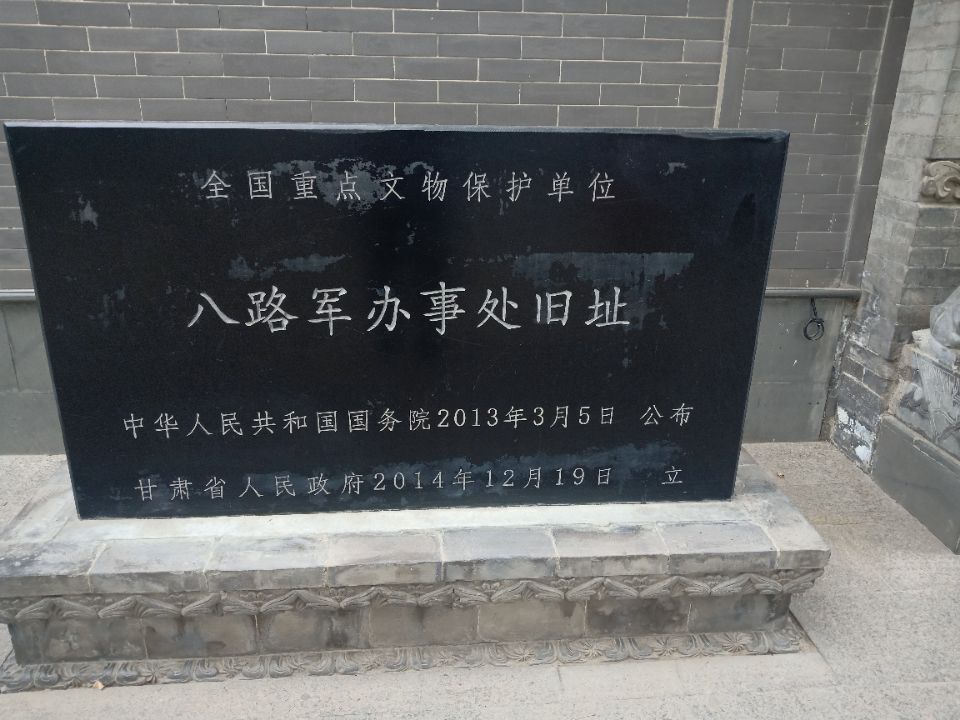 全国重点文物保护单位
八路军办事处旧址
中华人民共和国国务院2013年3月5日 公布
甘肃省人民政府2014年12月19日 立